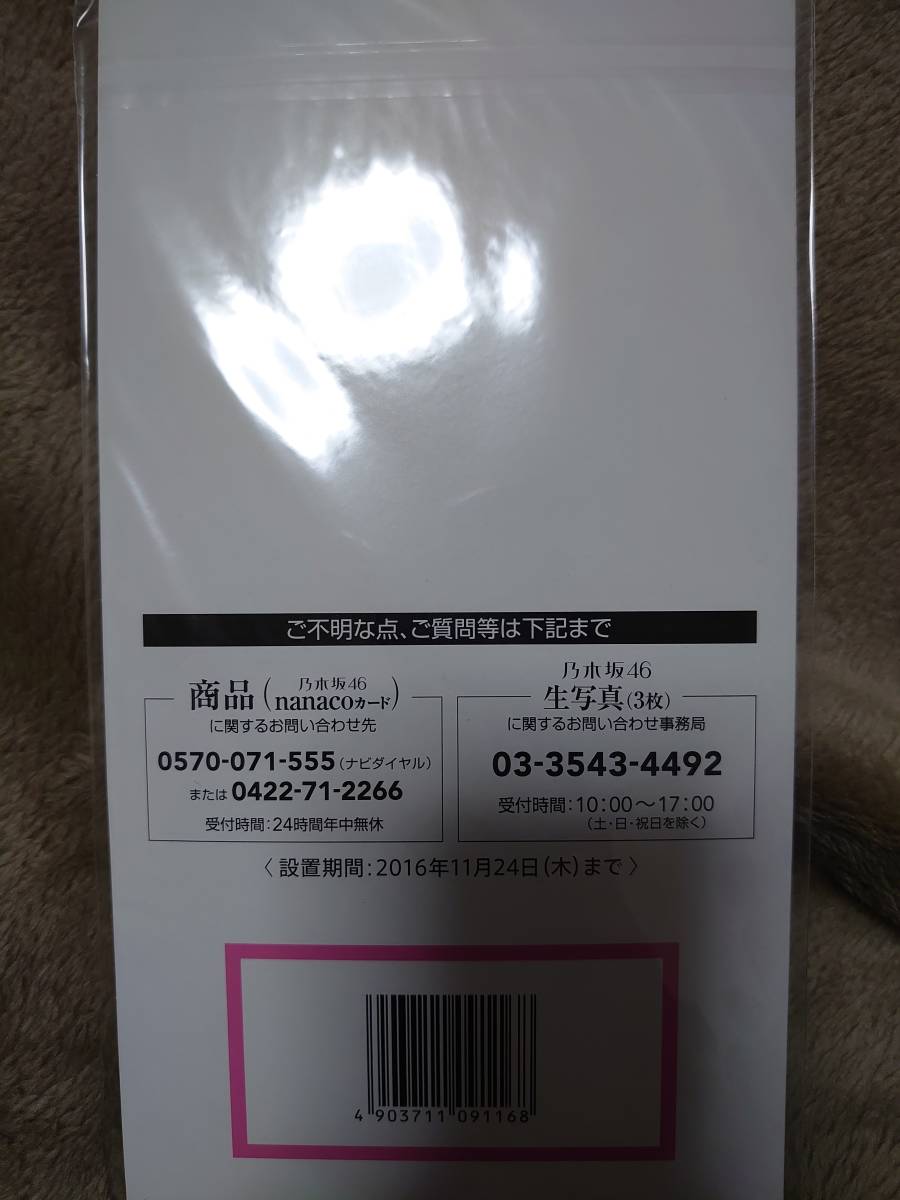 ご不明な点、ご質問等は下記まで
商品(乃木坂46 nanacoカード)
に関するお問い合わせ先
0570-071-555(ナビダイヤル)
または0422-71-2266
受付時間:24時間年中無休
乃木坂46
生写真(3枚)
に関するお問い合わせ事務局
03-3543-4492
受付時間:10:00〜17:00
(土・日・祝日を除く)
〈設置期間:2016年11月24日(木)まで〉
4 903711 091168